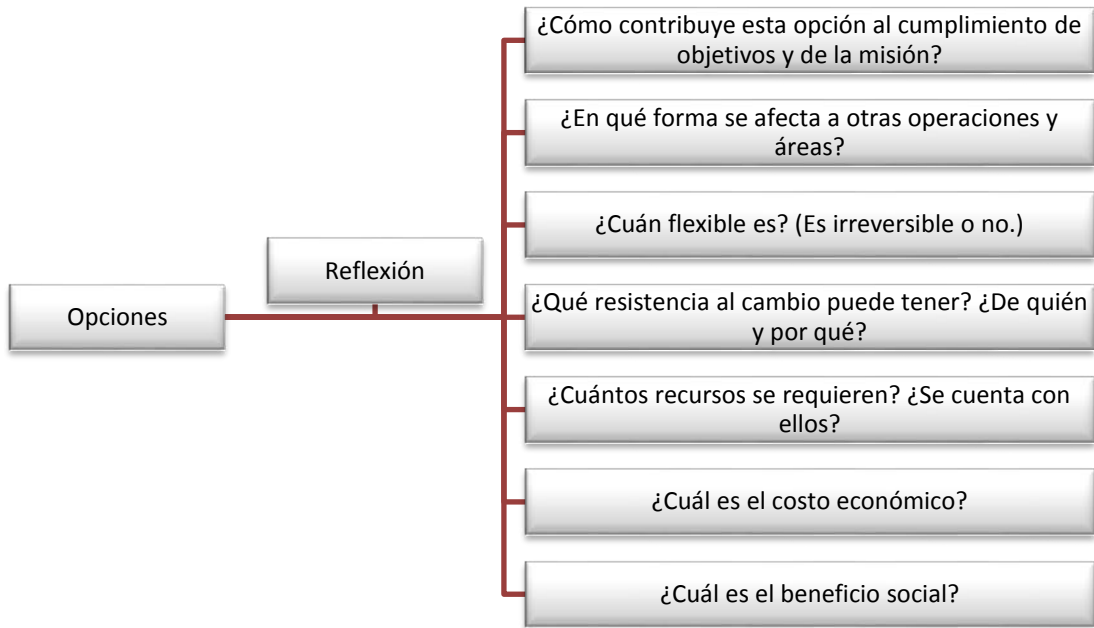 ¿Cómo contribuye esta opción al cumplimiento de
objetivos y de la misión?
¿En qué forma se afecta a otras operaciones y
áreas?
¿Cuán flexible es? (Es irreversible o no.)
Reflexión
Opciones
¿Qué resistencia al cambio puede tener? ¿De quién
y por qué?
¿Cuántos recursos se requieren? ¿Se cuenta con
ellos?
¿Cuál es el costo económico?
¿Cuál es el beneficio social?